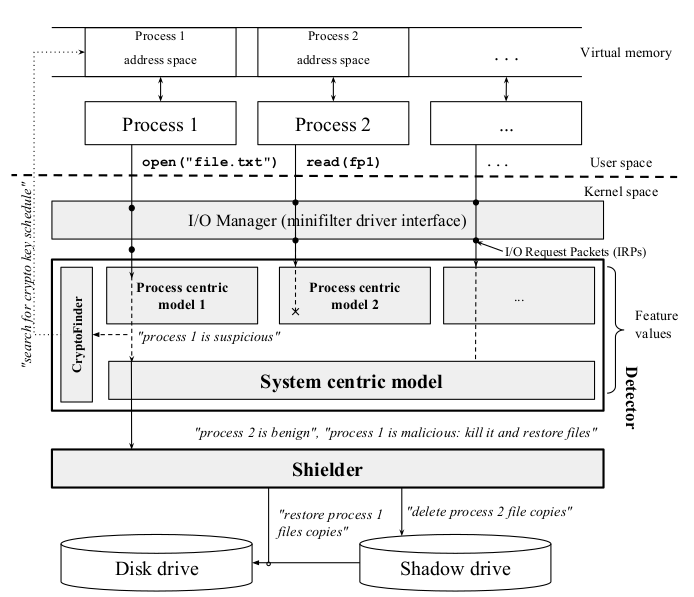 Process 1
address space
Process 2
address space
. . .
Virtual memory
Process 1
Process 2
...
open("file.txt")
read(fp1)
...
User space
Kernel space
"search for crypto key schedule"
I/O Manager (minifilter driver interface)
I/O Request Packets (IRPs)
Process centric
model 1
Process centric
model 2
...
CryptoFinder
"process 1 is suspicious"
Feature
values
System centric model
Detector
"process 2 is benign", "process 1 is malicious: kill it and restore files"
Shielder
"restore process 1
files copies"
"delete process 2 file copies"
Disk drive
Shadow drive